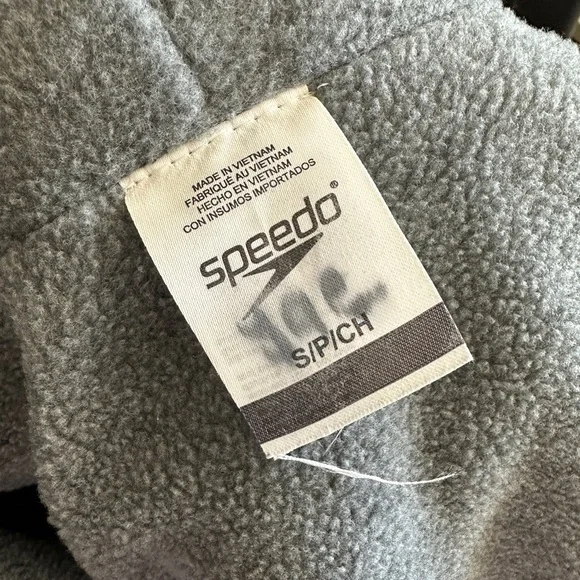 MADE IN VIETNAM
FABRIQUÉ AU VIETNAM
HECHO EN VIETNAM
CON INSUMOS IMPORTADOS
speedo®
S/P/CH